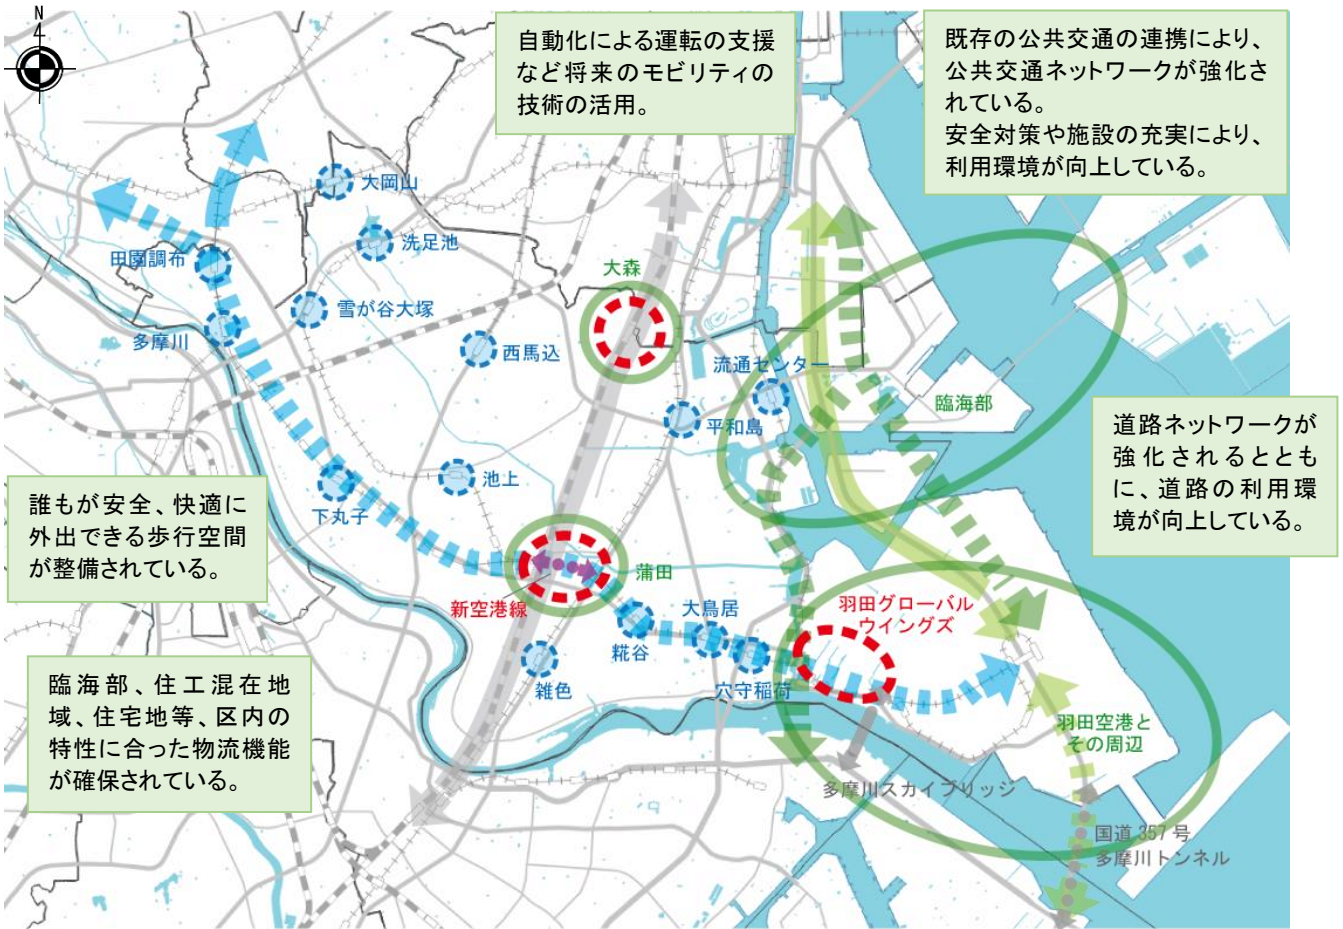 N
自動化による運転の支援
など将来のモビリティの
技術の活用。
既存の公共交通の連携により、
公共交通ネットワークが強化さ
れている。
安全対策や施設の充実により、
利用環境が向上している。
大岡山
洗足池
田園調布
大森
雪が谷大塚
多摩川
西馬込
流通センター
臨海部
平和島
道路ネットワークが
強化されるととも
に、道路の利用環
境が向上している。
池上
下丸子
誰もが安全、快適に
外出できる歩行空間
が整備されている。
蒲田
新空港線
大鳥居
羽田グローバル
ウイングズ
糀谷
雑色
穴守稲荷
臨海部、住工混在地
域、住宅地等、区内の
特性に合った物流機能
が確保されている。
羽田空港と
その周辺
多摩川スカイブリッジ
国道 357 号
多摩川トンネル